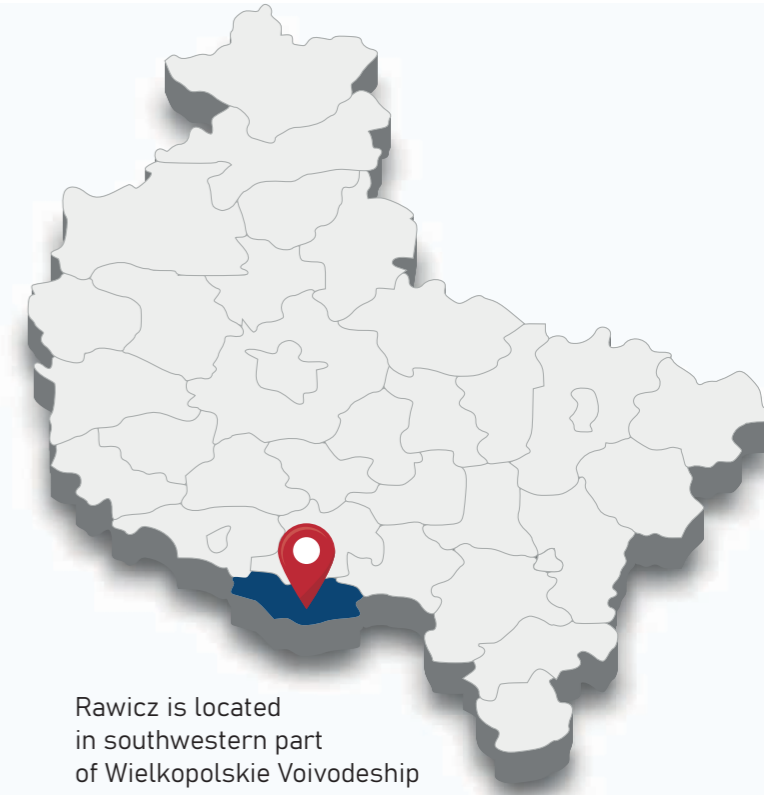 Rawicz is located
in southwestern part
of Wielkopolskie Voivodeship